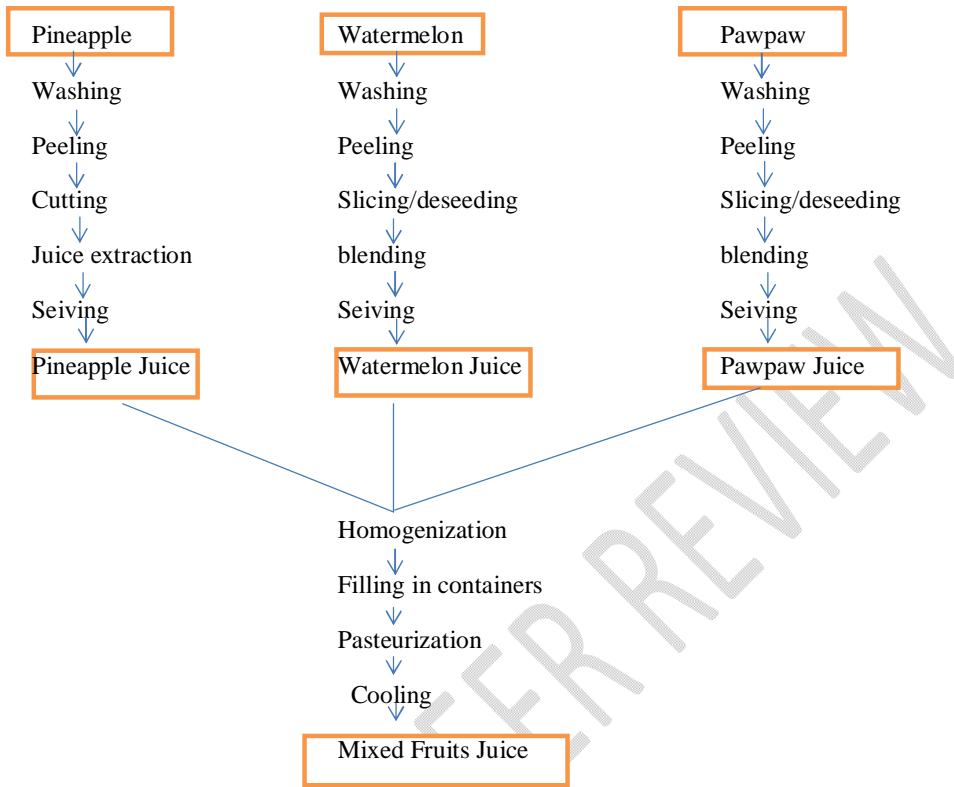 Pineapple Watermelon Pawpaw
Washing Washing Washing
Peeling Peeling Peeling
Cutting Slicing/deseeding Slicing/deseeding
Juice extraction blending blending
Seiving Seiving Seiving
Pineapple Juice Watermelon Juice Pawpaw Juice
Homogenization
Filling in containers
Pasteurization
Cooling
Mixed Fruits Juice
EER REVIEW